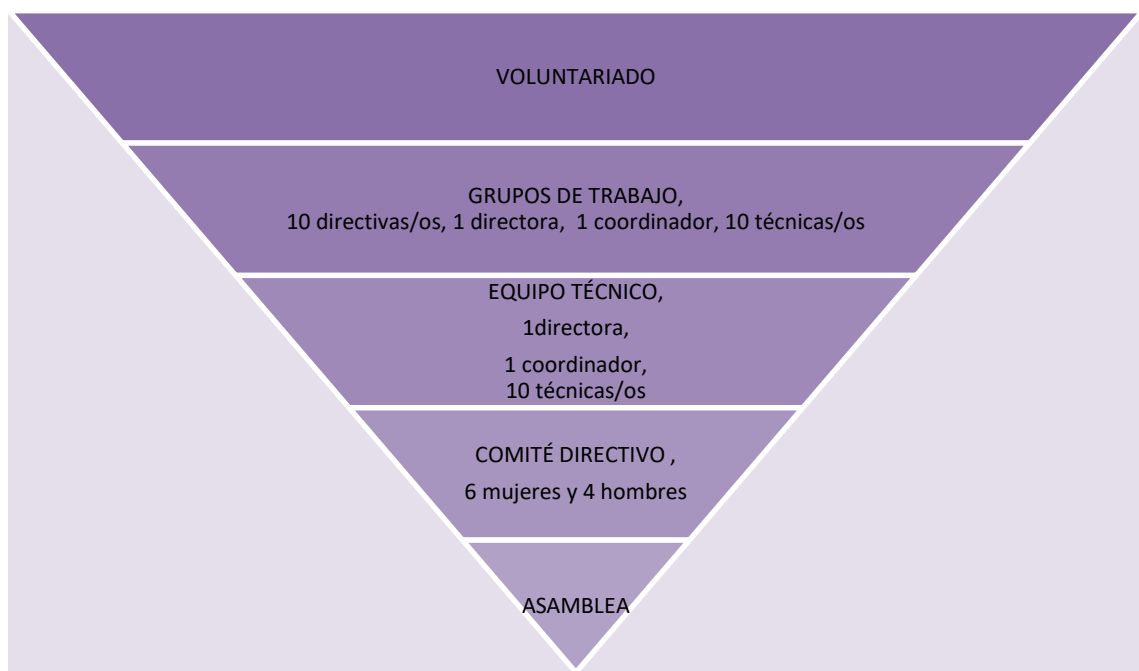 VOLUNTARIADO
GRUPOS DE TRABAJO,
10 directivas/os, 1 directora, 1 coordinador, 10 técnicas/os
EQUIPO TÉCNICO,
1directora,
1 coordinador,
10 técnicas/os
COMITÉ DIRECTIVO ,
6 mujeres y 4 hombres
ASAMBLEA